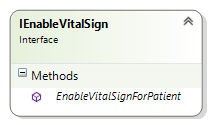 IEnableVitalSign
Interface
Methods
EnableVitalSignForPatient